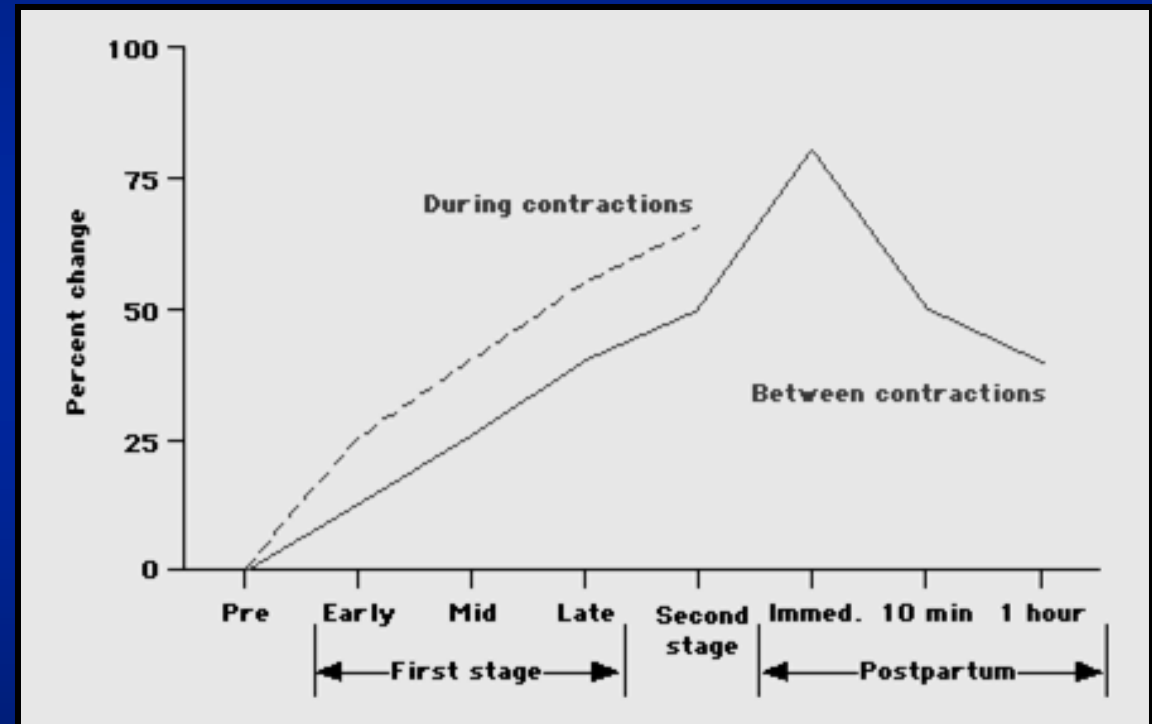 100
75
During contractions
Percent change
50
Between contractions
25
0
Pre Early Mid Late Second stage Immed. 10 min 1 hour
First stage Postpartum